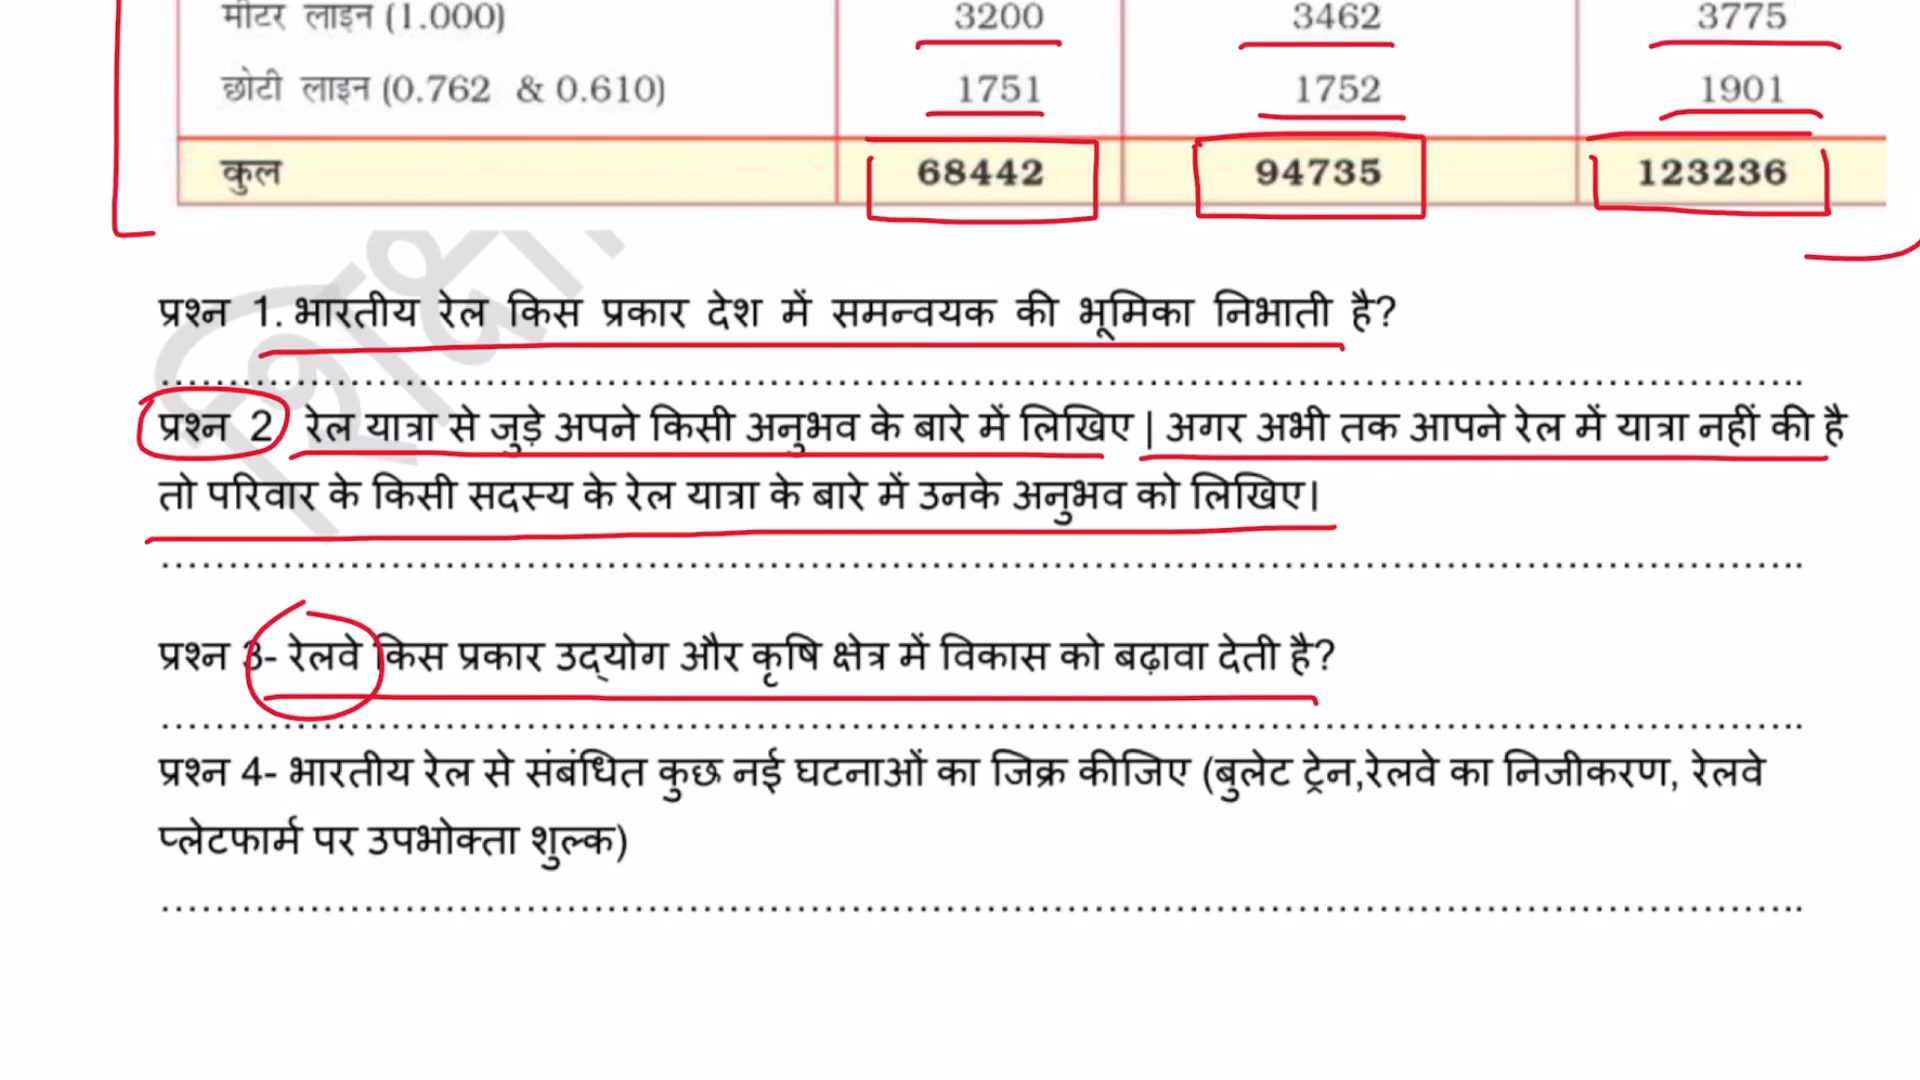 मीटर लाइन (1.000) 3200 3462 3775
छोटी लाइन (0.762 & 0.610) 1751 1752 1901
कुल 68442 94735 123236
प्रश्न 1. भारतीय रेल किस प्रकार देश में समन्वयक की भूमिका निभाती है?
प्रश्न 2 रेल यात्रा से जुड़े अपने किसी अनुभव के बारे में लिखिए | अगर अभी तक आपने रेल में यात्रा नहीं की है
तो परिवार के किसी सदस्य के रेल यात्रा के बारे में उनके अनुभव को लिखिए।
प्रश्न 3- रेलवे किस प्रकार उद्योग और कृषि क्षेत्र में विकास को बढ़ावा देती है?
प्रश्न 4- भारतीय रेल से संबंधित कुछ नई घटनाओं का जिक्र कीजिए (बुलेट ट्रेन,रेलवे का निजीकरण, रेलवे
प्लेटफार्म पर उपभोक्ता शुल्क)